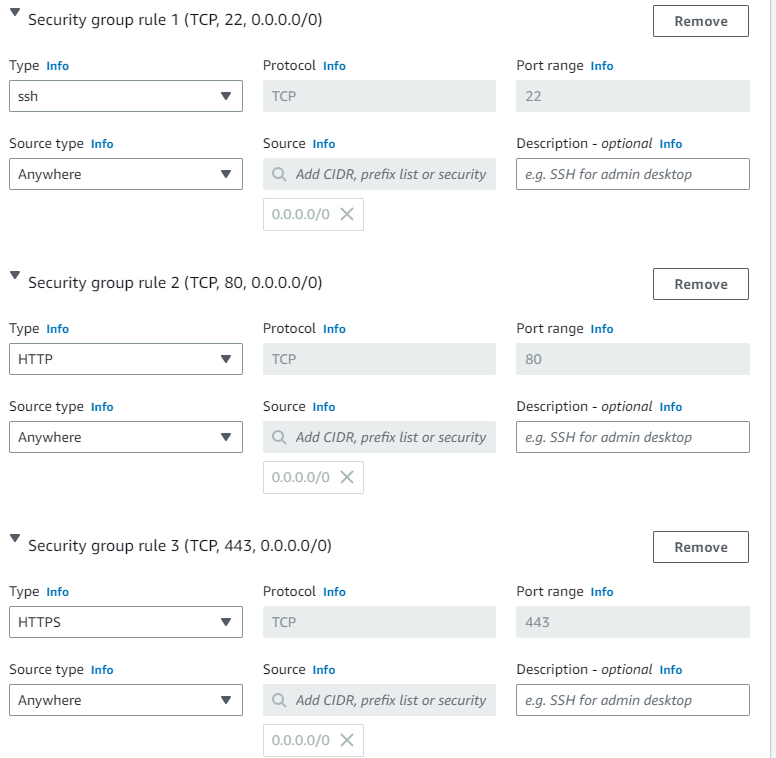 Security group rule 1 (TCP, 22, 0.0.0.0/0) Remove
Type Info Protocol Info Port range Info
ssh TCP 22
Source type Info Source Info Description - optional Info
Anywhere Add CIDR, prefix list or security e.g. SSH for admin desktop
0.0.0.0/0
Security group rule 2 (TCP, 80, 0.0.0.0/0) Remove
Type Info Protocol Info Port range Info
HTTP TCP 80
Source type Info Source Info Description - optional Info
Anywhere Add CIDR, prefix list or security e.g. SSH for admin desktop
0.0.0.0/0
Security group rule 3 (TCP, 443, 0.0.0.0/0) Remove
Type Info Protocol Info Port range Info
HTTPS TCP 443
Source type Info Source Info Description - optional Info
Anywhere Add CIDR, prefix list or security e.g. SSH for admin desktop
0.0.0.0/0